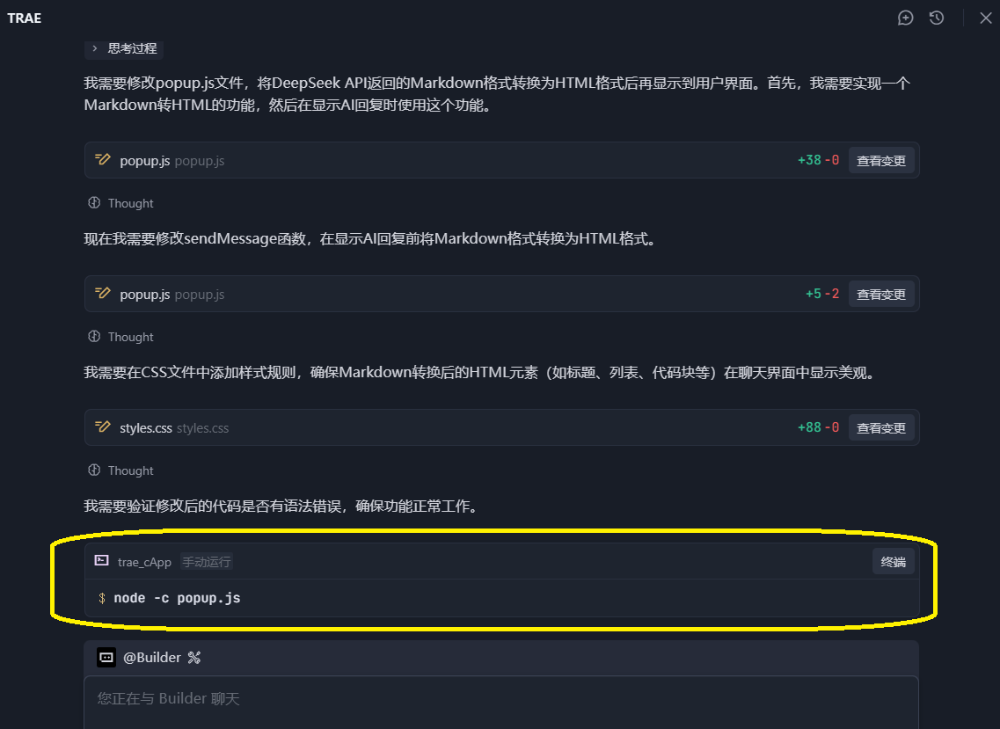 TRAE
思考过程
我需要修改popup.js文件，将DeepSeek API返回的Markdown格式转换为HTML格式后再显示到用户界面。首先，我需要实现一个
Markdown转HTML的功能，然后在显示AI回复时使用这个功能。
popup.js popup.js +38 -0 查看变更
Thought
现在我需要修改sendMessage函数，在显示AI回复前将Markdown格式转换为HTML格式。
popup.js popup.js +5 -2 查看变更
Thought
我需要在CSS文件中添加样式规则，确保Markdown转换后的HTML元素（如标题、列表、代码块等）在聊天界面中显示美观。
styles.css styles.css +88 -0 查看变更
Thought
我需要验证修改后的代码是否有语法错误，确保功能正常工作。
trae_cApp 手动运行 终端
$ node -c popup.js
@Builder
您正在与 Builder 聊天